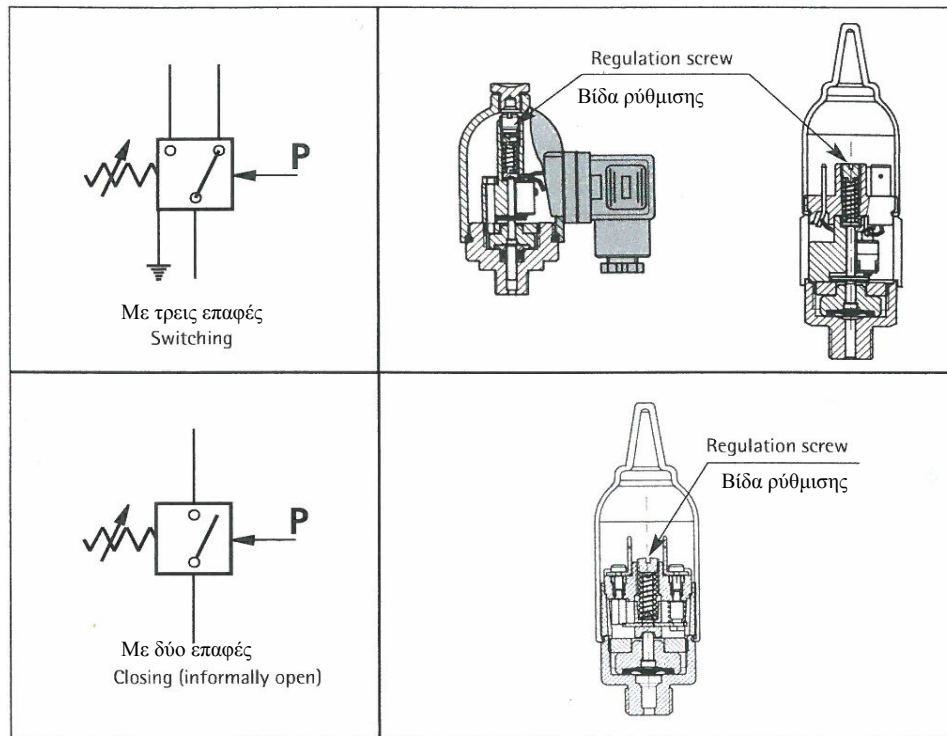 P
Με τρεις επαφές
Switching
Regulation screw
Βίδα ρύθμισης
P
Με δύο επαφές
Closing (informally open)
Regulation screw
Βίδα ρύθμισης